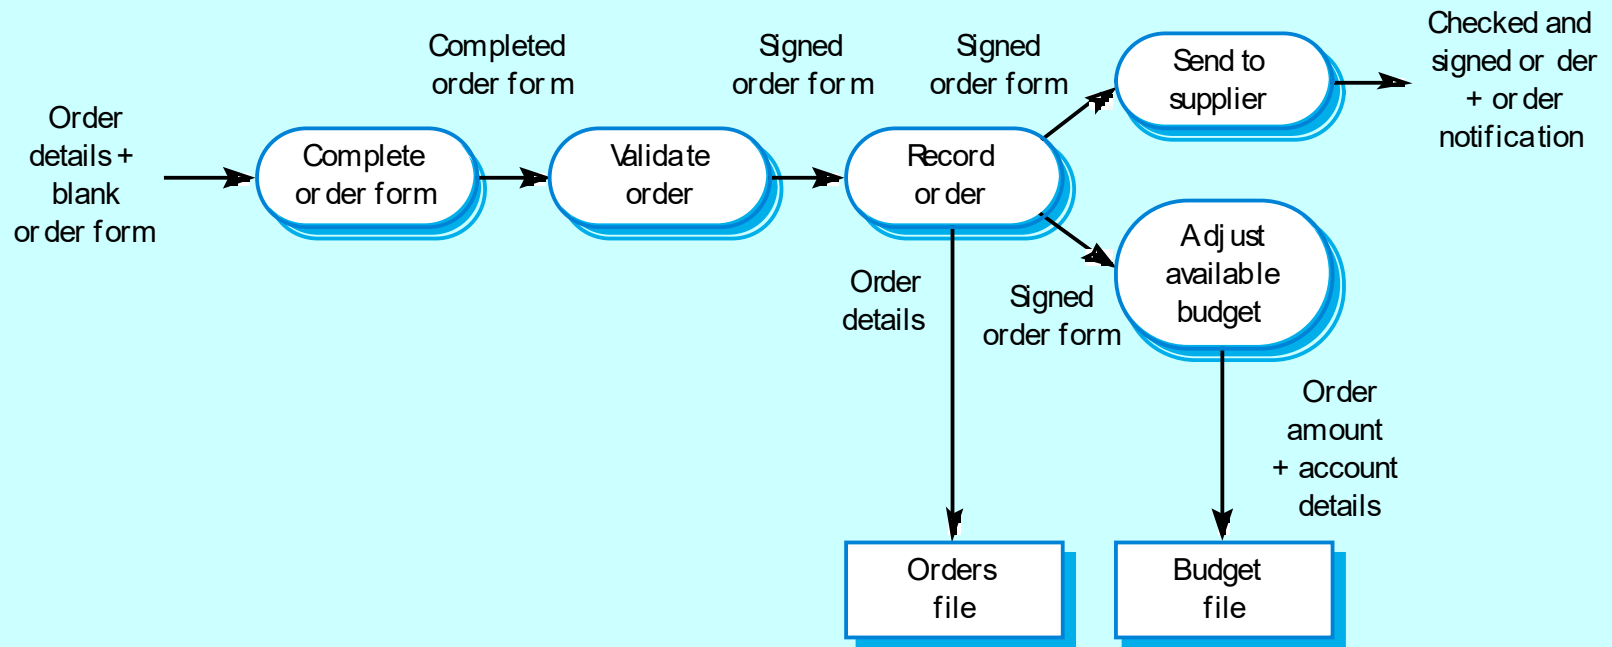 Order
details +
blank
order form
Complete
order form
Completed
order form
Validate
order
Signed
order form
Record
order
Signed
order form
Send to
supplier
Checked and
signed or der
+ order
notification
Order
details
Signed
order form
Adjust
available
budget
Order
amount
+ account
details
Orders
file
Budget
file